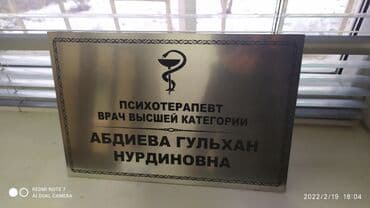 ПСИХОТЕРАПЕВТ
ВРАЧ ВЫСШЕЙ КАТЕГОРИИ
АБДИЕВА ГУЛЬХАН
НУРДИНОВНА
REDMI NOTE 7
AI DUAL CAMERA
2022/2/19 18:04